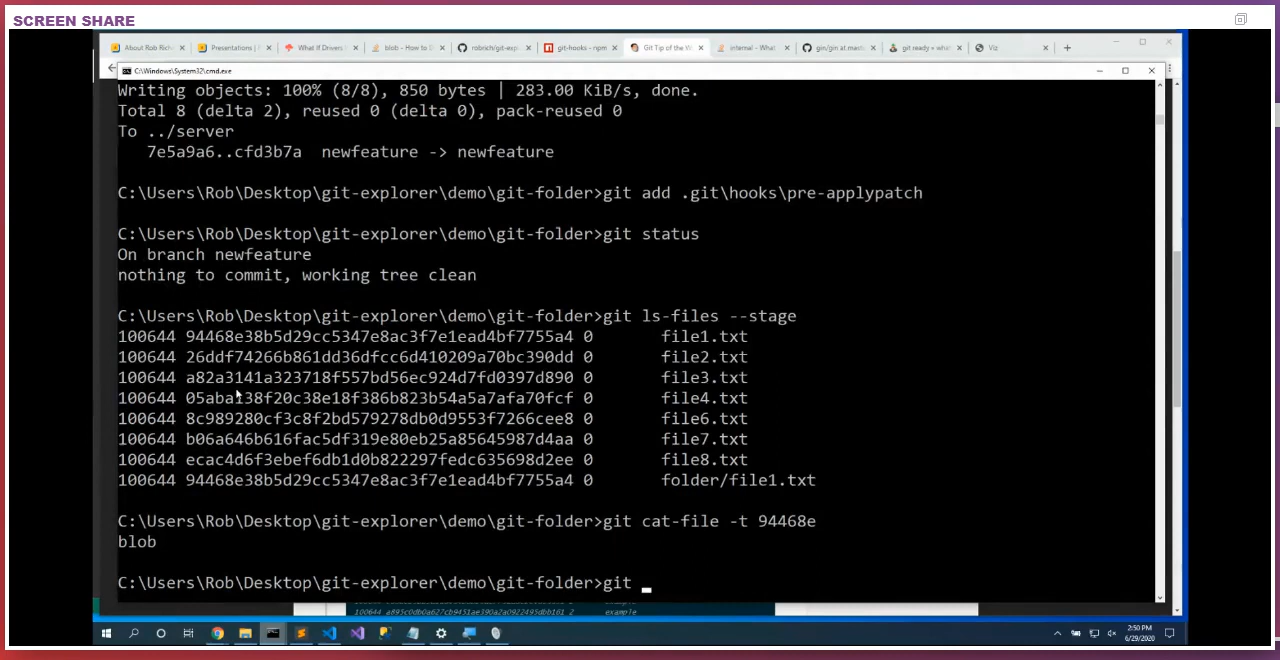 SCREEN SHARE
About Rob Rich
Presentations |
What If Drivers
blob - How to D
robrich/git-exp
git-hooks - npm
Git Tip of the W
internal - What
gin/gin at mast
git ready » what
Viz
C:\Windows\System32\cmd.exe
Writing objects: 100% (8/8), 850 bytes | 283.00 KiB/s, done.
Total 8 (delta 2), reused 0 (delta 0), pack-reused 0
To ../server
7e5a9a6..cfd3b7a  newfeature -> newfeature
C:\Users\Rob\Desktop\git-explorer\demo\git-folder>git add .git\hooks\pre-applypatch
C:\Users\Rob\Desktop\git-explorer\demo\git-folder>git status
On branch newfeature
nothing to commit, working tree clean
C:\Users\Rob\Desktop\git-explorer\demo\git-folder>git ls-files --stage
100644 94468e38b5d29cc5347e8ac3f7e1ead4bf7755a4 0 file1.txt
100644 26ddf74266b861dd36dfcc6d410209a70bc390dd 0 file2.txt
100644 a82a3141a323718f557bd56ec924d7fd0397d890 0 file3.txt
100644 05aba138f20c38e18f386b823b54a5a7afa70fcf 0 file4.txt
100644 8c989280cf3c8f2bd579278db0d9553f7266cee8 0 file6.txt
100644 b06a646b616fac5df319e80eb25a85645987d4aa 0 file7.txt
100644 ecac4d6f3ebef6db1d0b822297fedc635698d2ee 0 file8.txt
100644 94468e38b5d29cc5347e8ac3f7e1ead4bf7755a4 0 folder/file1.txt
C:\Users\Rob\Desktop\git-explorer\demo\git-folder>git cat-file -t 94468e
blob
C:\Users\Rob\Desktop\git-explorer\demo\git-folder>git _
100644 a895c0db0a627cb9451ae390a2a0922495dbb161 2 example
2:50 PM
6/29/2020